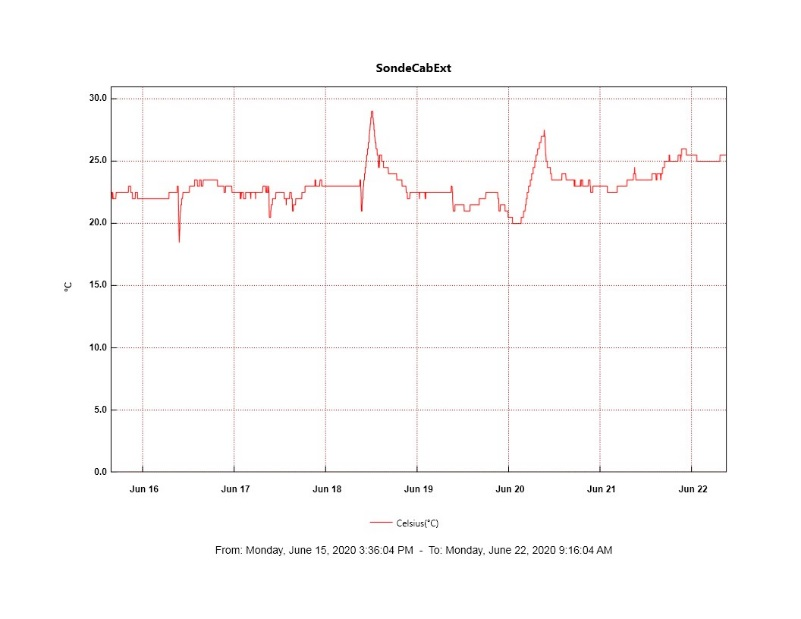 SondeCabExt
30.0
25.0
20.0
15.0
°C
10.0
5.0
0.0
Jun 16 Jun 17 Jun 18 Jun 19 Jun 20 Jun 21 Jun 22
Celsius(°C)
From: Monday, June 15, 2020 3:36:04 PM - To: Monday, June 22, 2020 9:16:04 AM